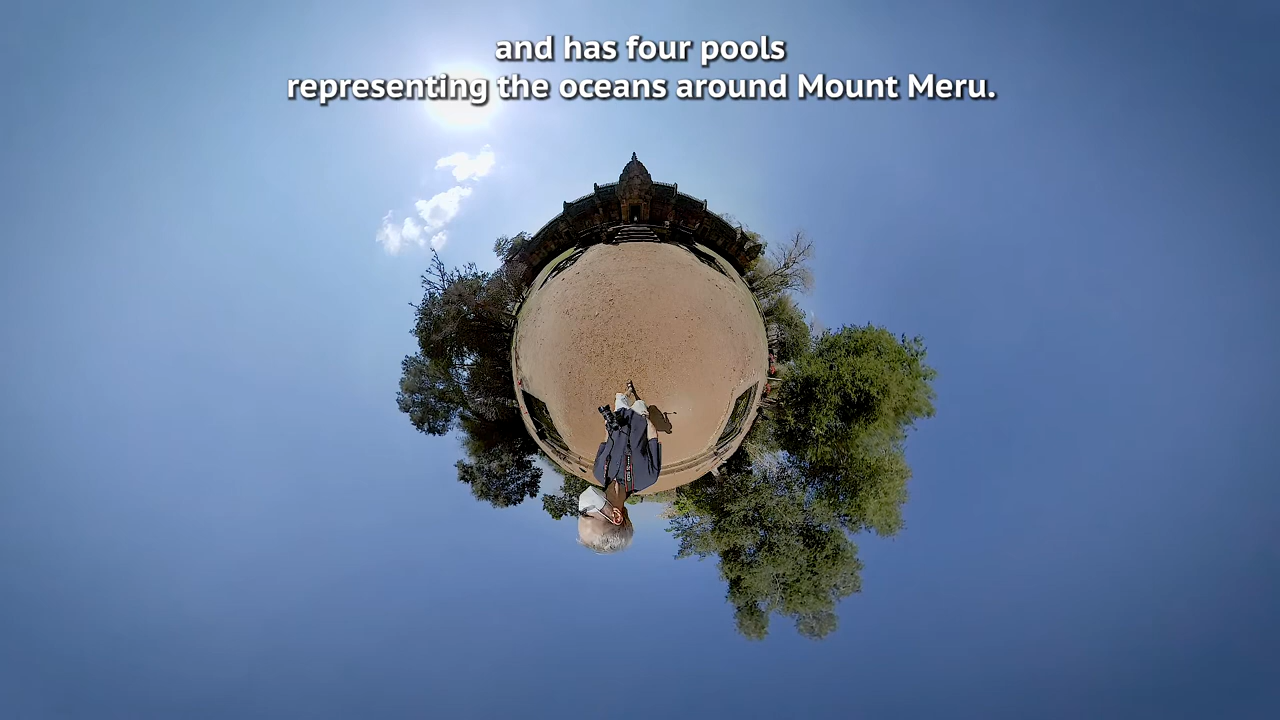 and has four pools
representing the oceans around Mount Meru.